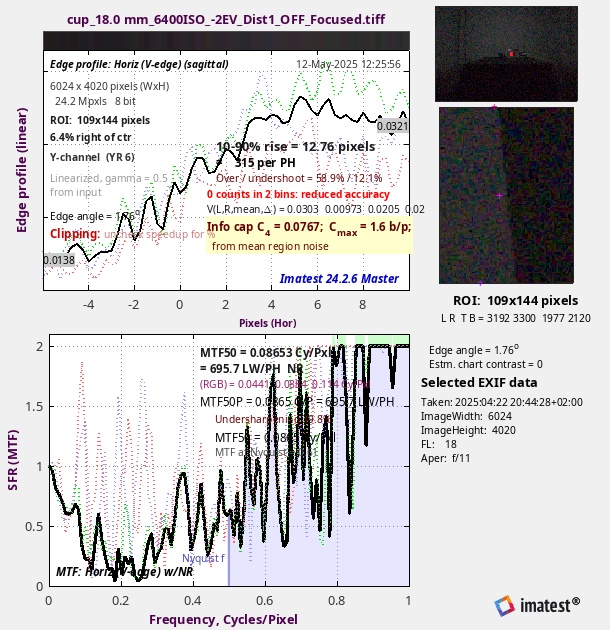 cup_18.0 mm_6400ISO_-2EV_Dist1_OFF_Focused.tiff
Edge profile: Horiz (V-edge) (sagittal)
12-May-2025 12:25:56
6024 x 4020 pixels (WxH)
24.2 Mpxls 8 bit
ROI: 109x144 pixels
6.4% right of ctr
Y-channel (YR 6)
Linearized, gamma = 0.5
from input
Edge angle = 1.76°
Clipping:
0.0138
0.0321
10-90% rise = 12.76 pixels
= 315 per PH
Over / undershoot = 58.9% / 12.1%
0 counts in 2 bins: reduced accuracy
V(L,R,mean,Δ) = 0.0303 0.00973 0.0205 0.02
Info cap C4 = 0.0767; Cmax = 1.6 b/p;
from mean region noise
Imatest 24.2.6 Master
Edge profile (linear)
-4 -2 0 2 4 6 8
Pixels (Hor)
ROI: 109x144 pixels
L R T B = 3192 3300 1977 2120
Edge angle = 1.76°
Estm. chart contrast = 0
Selected EXIF data
Taken: 2025:04:22 20:44:28+02:00
ImageWidth: 6024
ImageHeight: 4020
FL: 18
Aper: f/11
MTF50 = 0.08653 Cy/Pxl
= 695.7 LW/PH NR
MTF50P = 0.0865 C/P = 695.7 LW/PH
Nyquist f
MTF: Horiz (V-edge) w/NR
SFR (MTF)
2
1.5
1
0.5
0
0 0.2 0.4 0.6 0.8 1
Frequency, Cycles/Pixel
imatest®